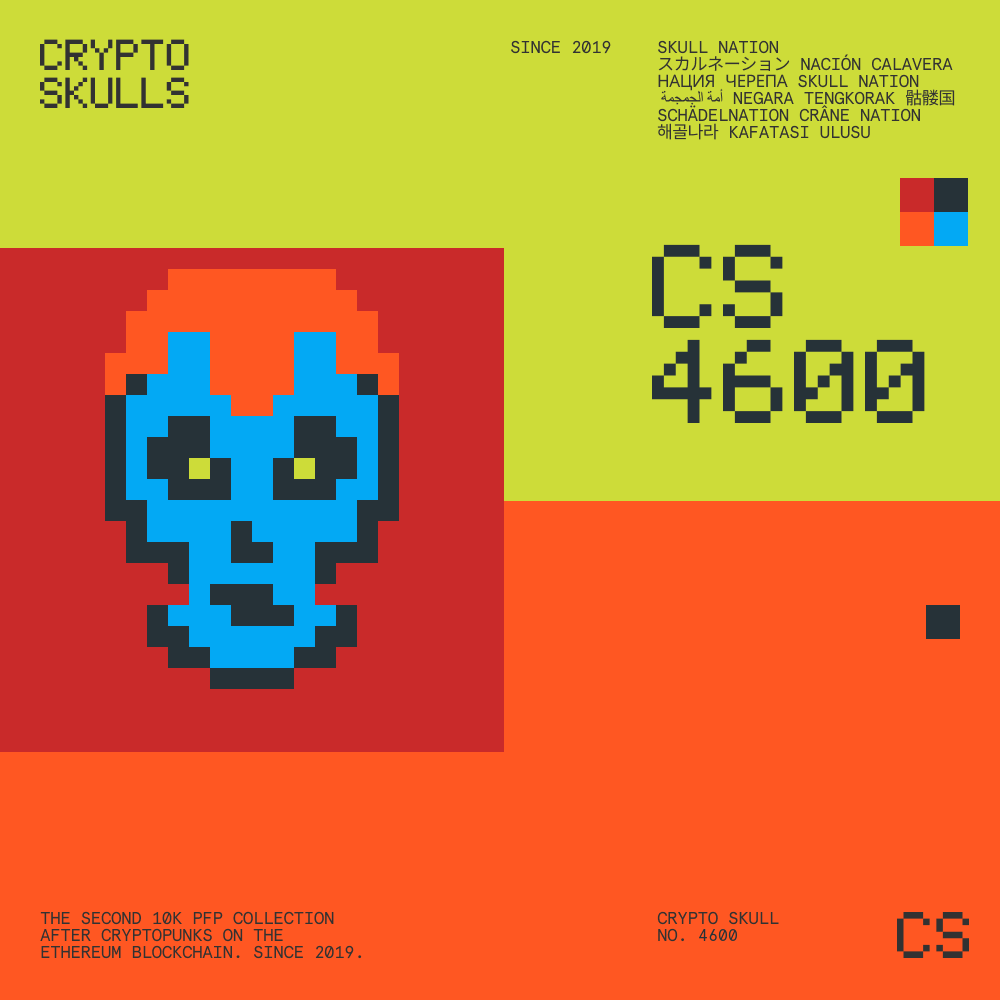 CRYPTO
SKULLS
SINCE 2019
SKULL NATION
スカルネーション NACIÓN CALAVERA
НАЦИЯ ЧЕРЕПА SKULL NATION
أمة الجمجمة NEGARA TENGKORAK 骷髅国
SCHÄDELNATION CRÂNE NATION
해골나라 KAFATASI ULUSU
CS
4600
THE SECOND 10K PFP COLLECTION
AFTER CRYPTOPUNKS ON THE
ETHEREUM BLOCKCHAIN. SINCE 2019.
CRYPTO SKULL
NO. 4600
CS